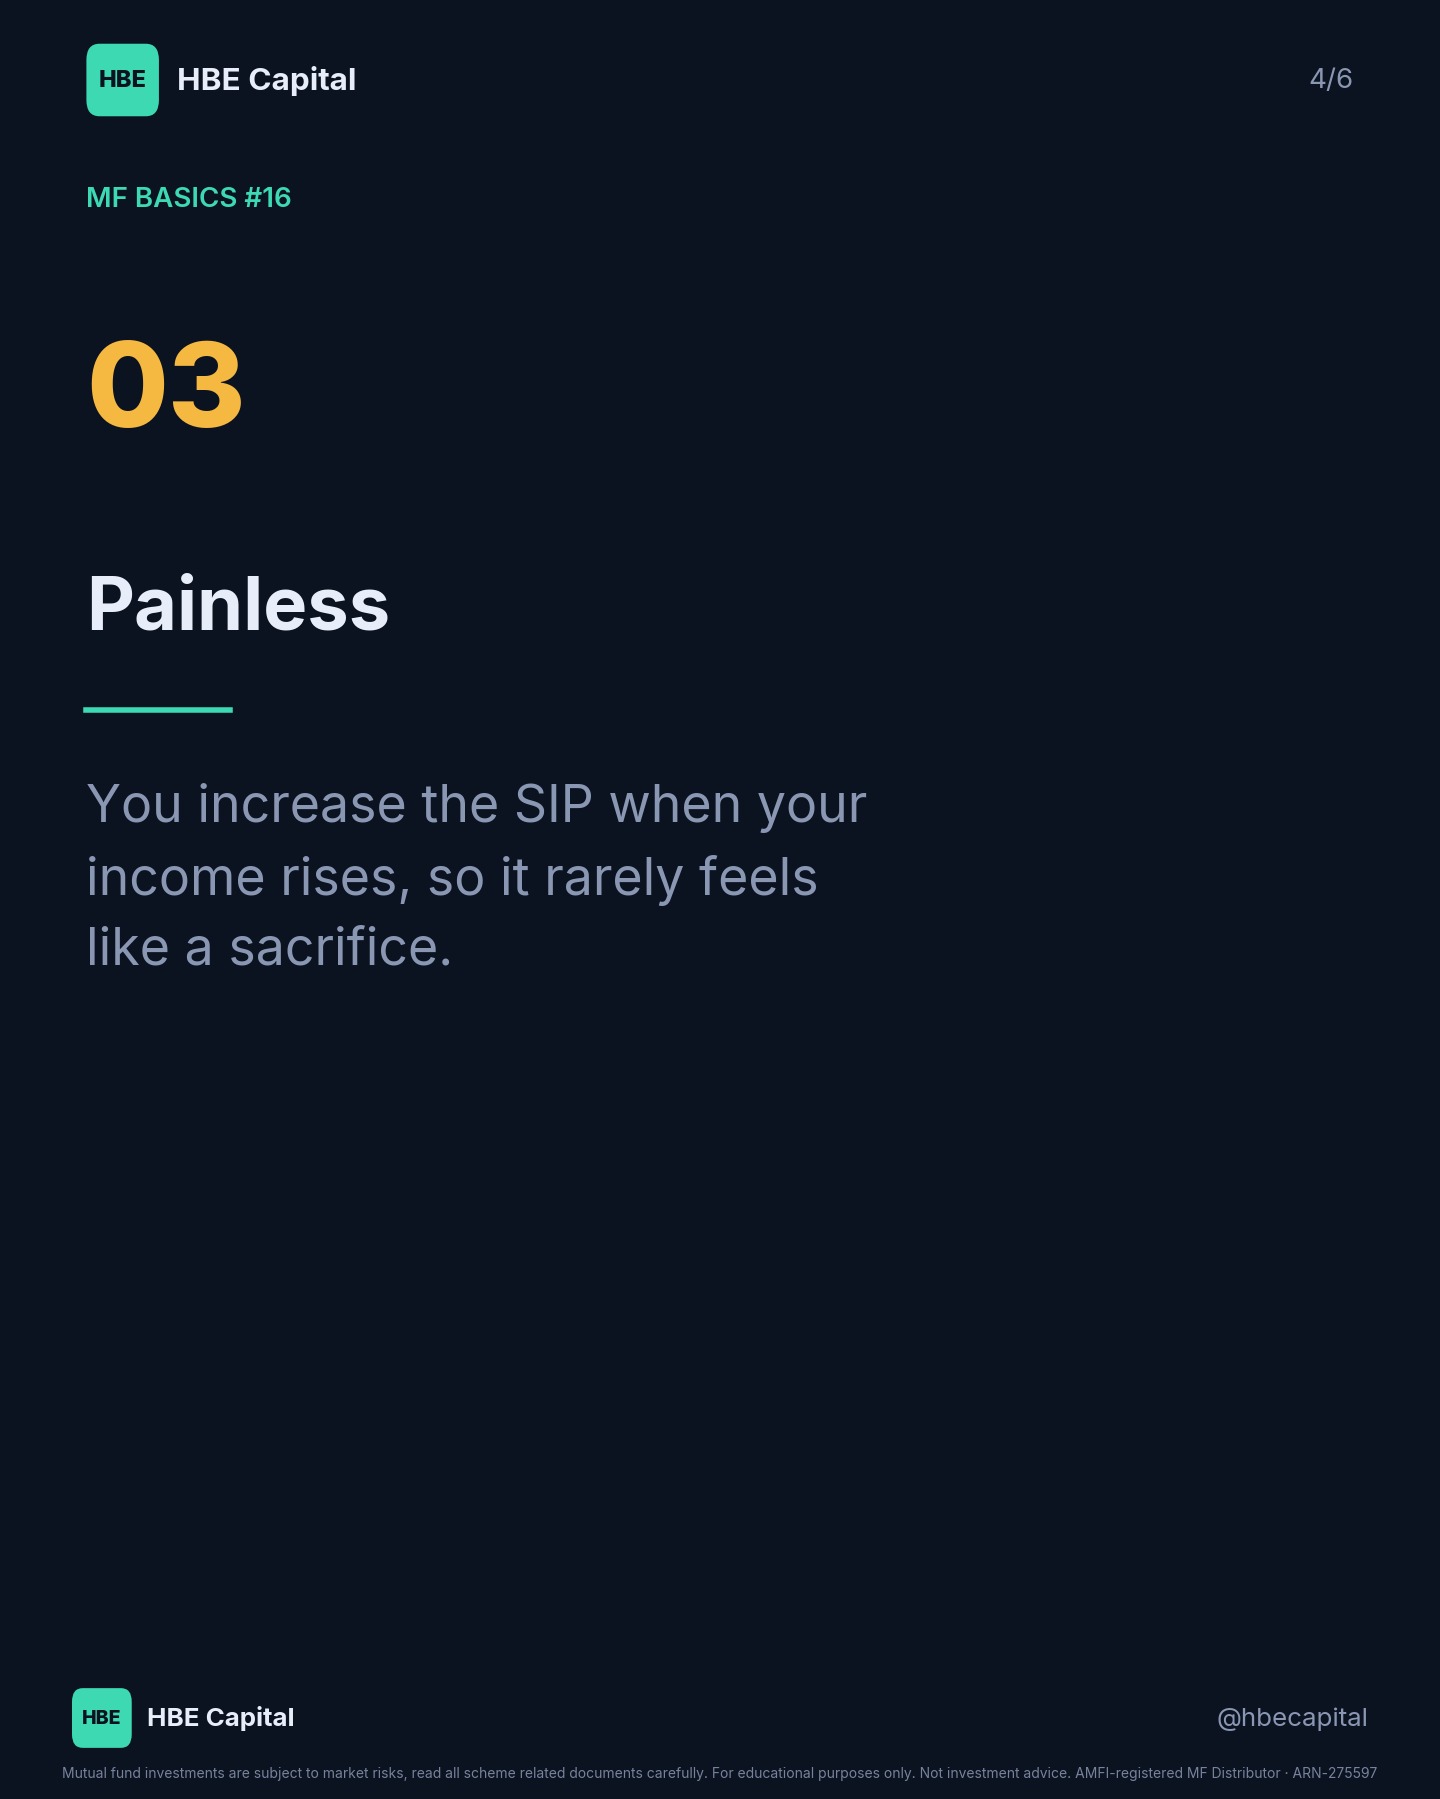 HBE HBE Capital 4/6
MF BASICS #16
03
Painless
You increase the SIP when your
income rises, so it rarely feels
like a sacrifice.
HBE HBE Capital @hbecapital
Mutual fund investments are subject to market risks, read all scheme related documents carefully. For educational purposes only. Not investment advice. AMFI-registered MF Distributor · ARN-275597